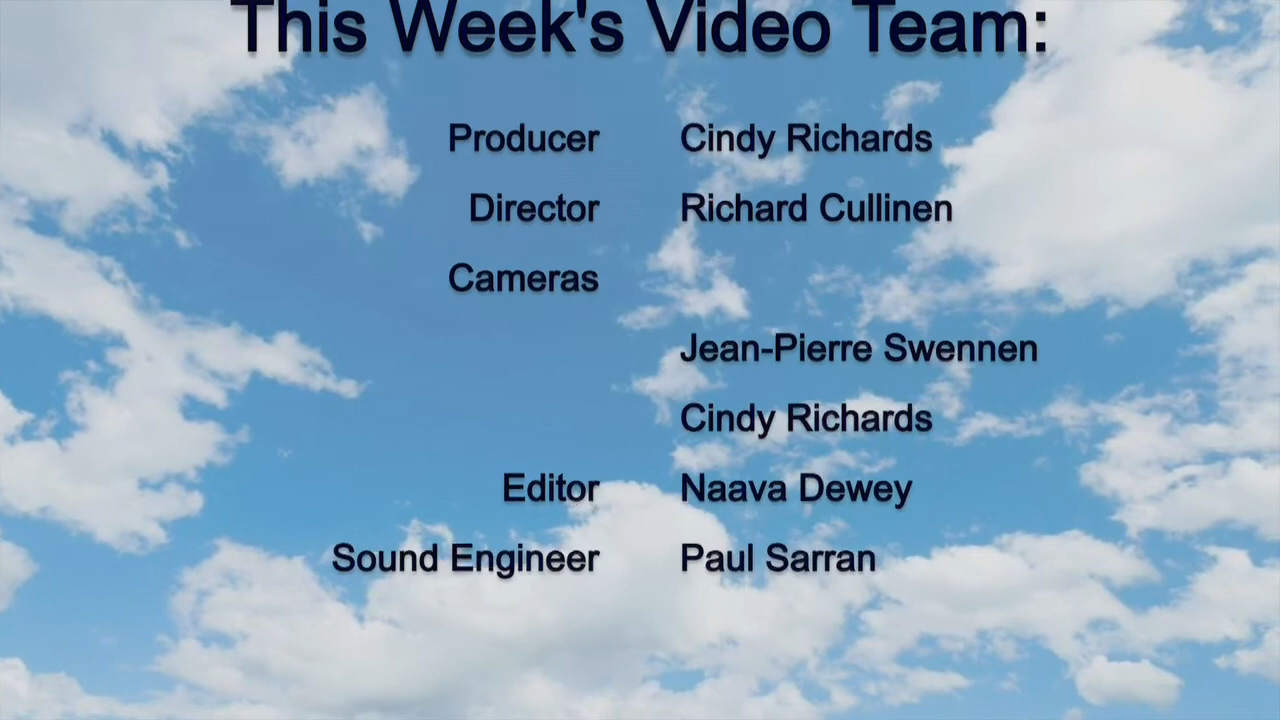 This Week's Video Team:
Producer Cindy Richards
Director Richard Cullinen
Cameras
Jean-Pierre Swennen
Cindy Richards
Editor Naava Dewey
Sound Engineer Paul Sarran